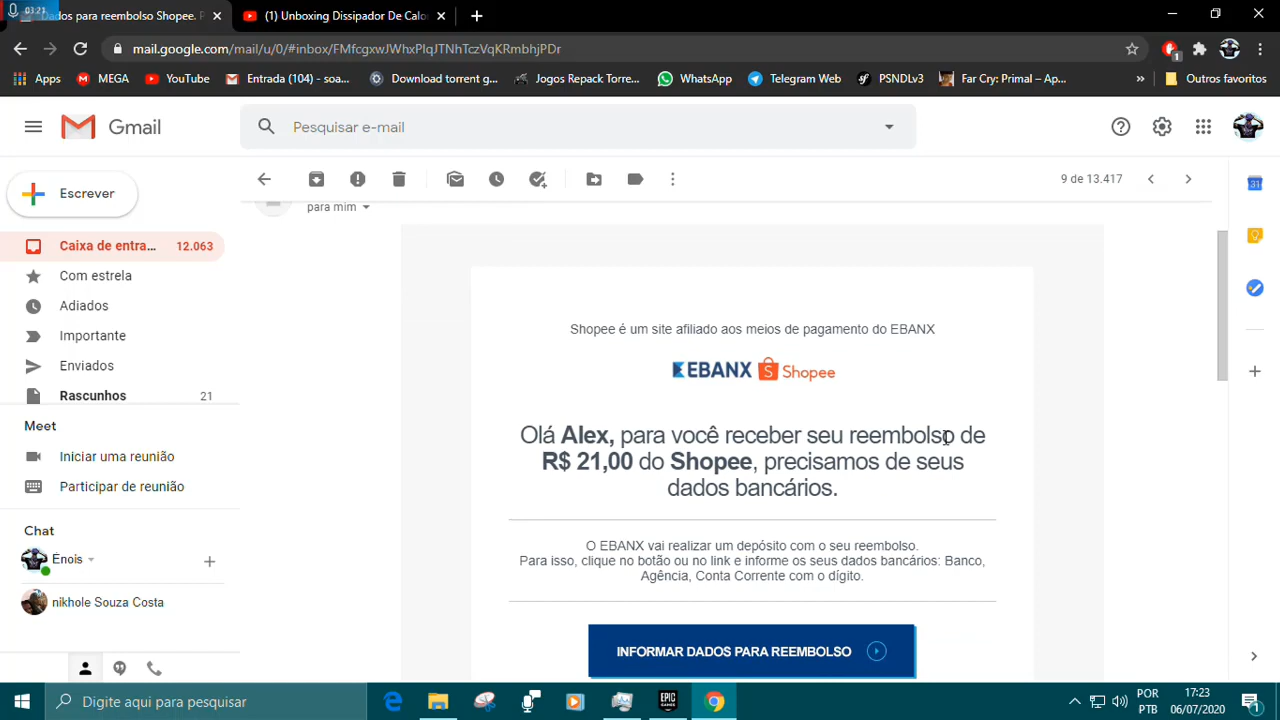 03:21
Dados para reembolso Shopee. P
(1) Unboxing Dissipador De Calo
mail.google.com/mail/u/0/#inbox/FMfcgxwJWhxPlqJTNhTczVqKRmbhjPDr
1
Apps
MEGA
YouTube
Entrada (104) - soa...
Download torrent g...
Jogos Repack Torre...
WhatsApp
Telegram Web
PSNDLv3
Far Cry: Primal – Ap...
»
Outros favoritos
Gmail
Pesquisar e-mail
Escrever
9 de 13.417
para mim
31
Caixa de entra... 12.063
Com estrela
Adiados
Importante
Enviados
Rascunhos 21
Meet
Iniciar uma reunião
Participar de reunião
Chat
Enois
nikhole Souza Costa
Shopee é um site afiliado aos meios de pagamento do EBANX
EBANX Shopee
Olá Alex, para você receber seu reembolso de
R$ 21,00 do Shopee, precisamos de seus
dados bancários.
O EBANX vai realizar um depósito com o seu reembolso.
Para isso, clique no botão ou no link e informe os seus dados bancários: Banco,
Agência, Conta Corrente com o dígito.
INFORMAR DADOS PARA REEMBOLSO
Digite aqui para pesquisar
EPIC GAMES
POR
PTB
17:23
06/07/2020
1